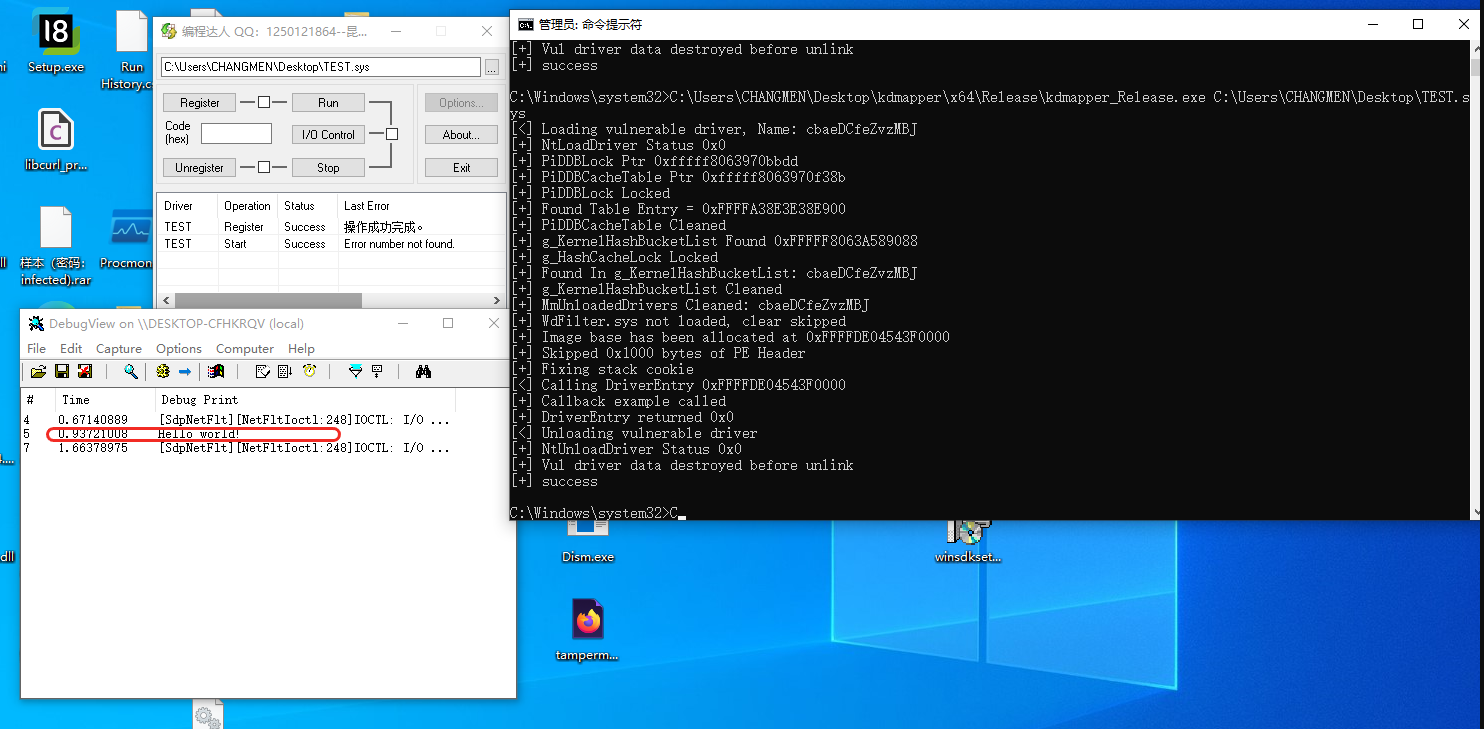 Setup.exe
Run
History.cs
libcurl_pr...
样本（密码:
infected).rar
Procmon
编程达人 QQ：1250121864--昆...
C:\Users\CHANGMEN\Desktop\TEST.sys
...
Register
Run
Options...
Code
(hex)
I/O Control
About...
Unregister
Stop
Exit
Driver Operation Status Last Error
TEST Register Success 操作成功完成。
TEST Start Success Error number not found.
DebugView on \\DESKTOP-CFHKRQV (local)
File Edit Capture Options Computer Help
# Time Debug Print
4 0.67140889 [SdpNetFlt][NetFltIoctl:248]IOCTL: I/O ...
5 0.93721008 Hello world!
7 1.66378975 [SdpNetFlt][NetFltIoctl:248]IOCTL: I/O ...
管理员: 命令提示符
[+] Vul driver data destroyed before unlink
[+] success
C:\Windows\system32>C:\Users\CHANGMEN\Desktop\kdmapper\x64\Release\kdmapper_Release.exe C:\Users\CHANGMEN\Desktop\TEST.s
ys
[<] Loading vulnerable driver, Name: cbaeDCfeZvzMBJ
[+] NtLoadDriver Status 0x0
[+] PiDDBLock Ptr 0xfffff8063970bbdd
[+] PiDDBCacheTable Ptr 0xfffff8063970f38b
[+] PiDDBLock Locked
[+] Found Table Entry = 0xFFFFA38E3E38E900
[+] PiDDBCacheTable Cleaned
[+] g_KernelHashBucketList Found 0xFFFFF8063A589088
[+] g_HashCacheLock Locked
[+] Found In g_KernelHashBucketList: cbaeDCfeZvzMBJ
[+] g_KernelHashBucketList Cleaned
[+] MmUnloadedDrivers Cleaned: cbaeDCfeZvzMBJ
[+] WdFilter.sys not loaded, clear skipped
[+] Image base has been allocated at 0xFFFFDE04543F0000
[+] Skipped 0x1000 bytes of PE Header
[+] Fixing stack cookie
[<] Calling DriverEntry 0xFFFFDE04543F0000
[+] Callback example called
[+] DriverEntry returned 0x0
[<] Unloading vulnerable driver
[+] NtUnloadDriver Status 0x0
[+] Vul driver data destroyed before unlink
[+] success
C:\Windows\system32>C
dll
Dism.exe
winsdkset...
tamperm...